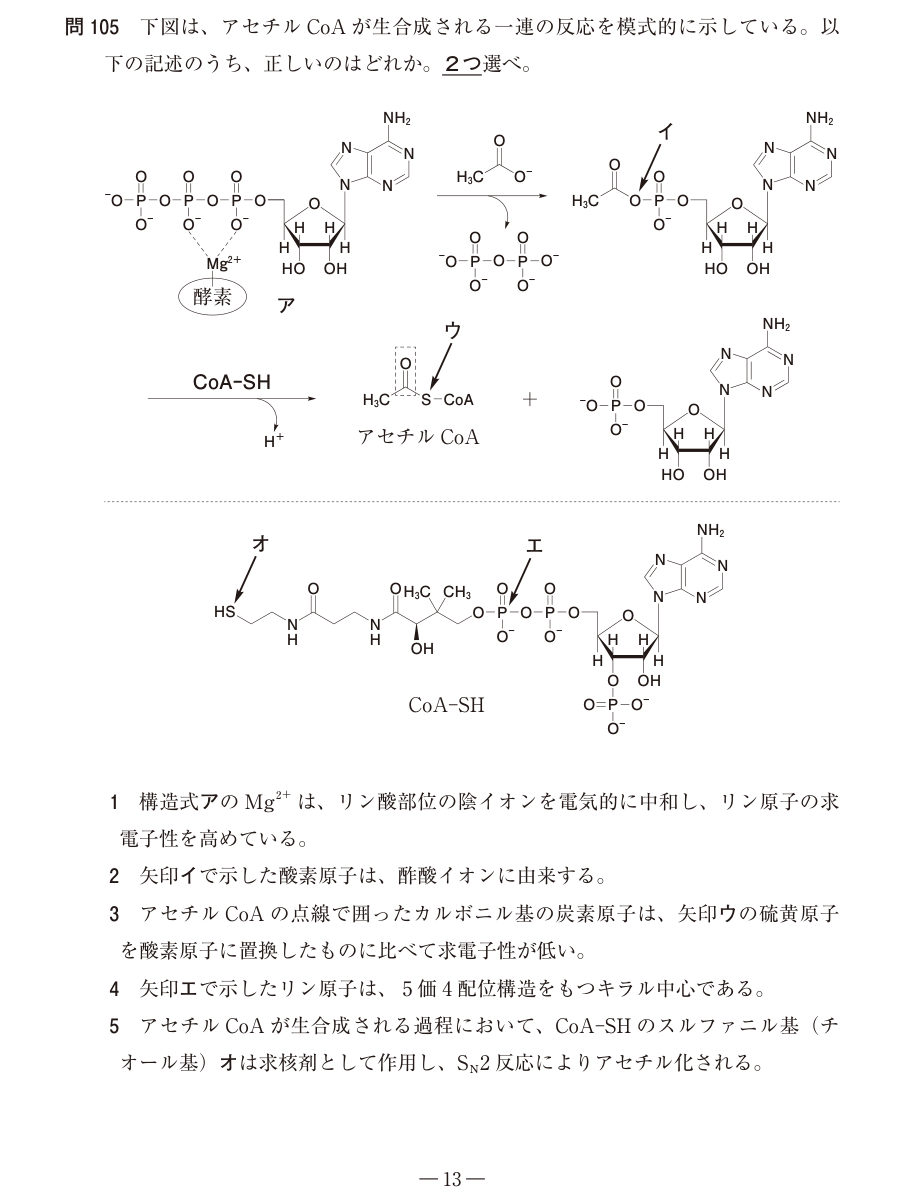 問 105　下図は、アセチル CoA が生合成される一連の反応を模式的に示している。以
下の記述のうち、正しいのはどれか。2つ選べ。
NH₂
N
N
N
N
O
O
O
⁻O-P-O-P-O-P-O
O⁻
O⁻
O⁻
Mg²⁺
酵素
ア
O
H
H
H
H
HO
OH
O
H₃C
O⁻
O
O
⁻O-P-O-P-O⁻
O⁻
O⁻
イ
O
O
H₃C
O-P-O
O⁻
NH₂
N
N
N
N
O
H
H
H
H
HO
OH
CoA-SH
H⁺
ウ
O
H₃C
S-CoA
アセチル CoA
+
O
⁻O-P-O
O⁻
NH₂
N
N
N
N
O
H
H
H
H
HO
OH
オ
エ
HS
O
N
H
O
N
H
H₃C
CH₃
OH
O
O
O-P-O-P-O
O⁻
O⁻
NH₂
N
N
N
N
O
H
H
H
H
O
OH
O=P-O⁻
O⁻
CoA-SH
1　構造式アの Mg²⁺ は、リン酸部位の陰イオンを電気的に中和し、リン原子の求
電子性を高めている。
2　矢印イで示した酸素原子は、酢酸イオンに由来する。
3　アセチル CoA の点線で囲ったカルボニル基の炭素原子は、矢印ウの硫黄原子
を酸素原子に置換したものに比べて求電子性が低い。
4　矢印エで示したリン原子は、5価4配位構造をもつキラル中心である。
5　アセチル CoA が生合成される過程において、CoA-SH のスルファニル基（チ
オール基）オは求核剤として作用し、SN2 反応によりアセチル化される。
― 13 ―